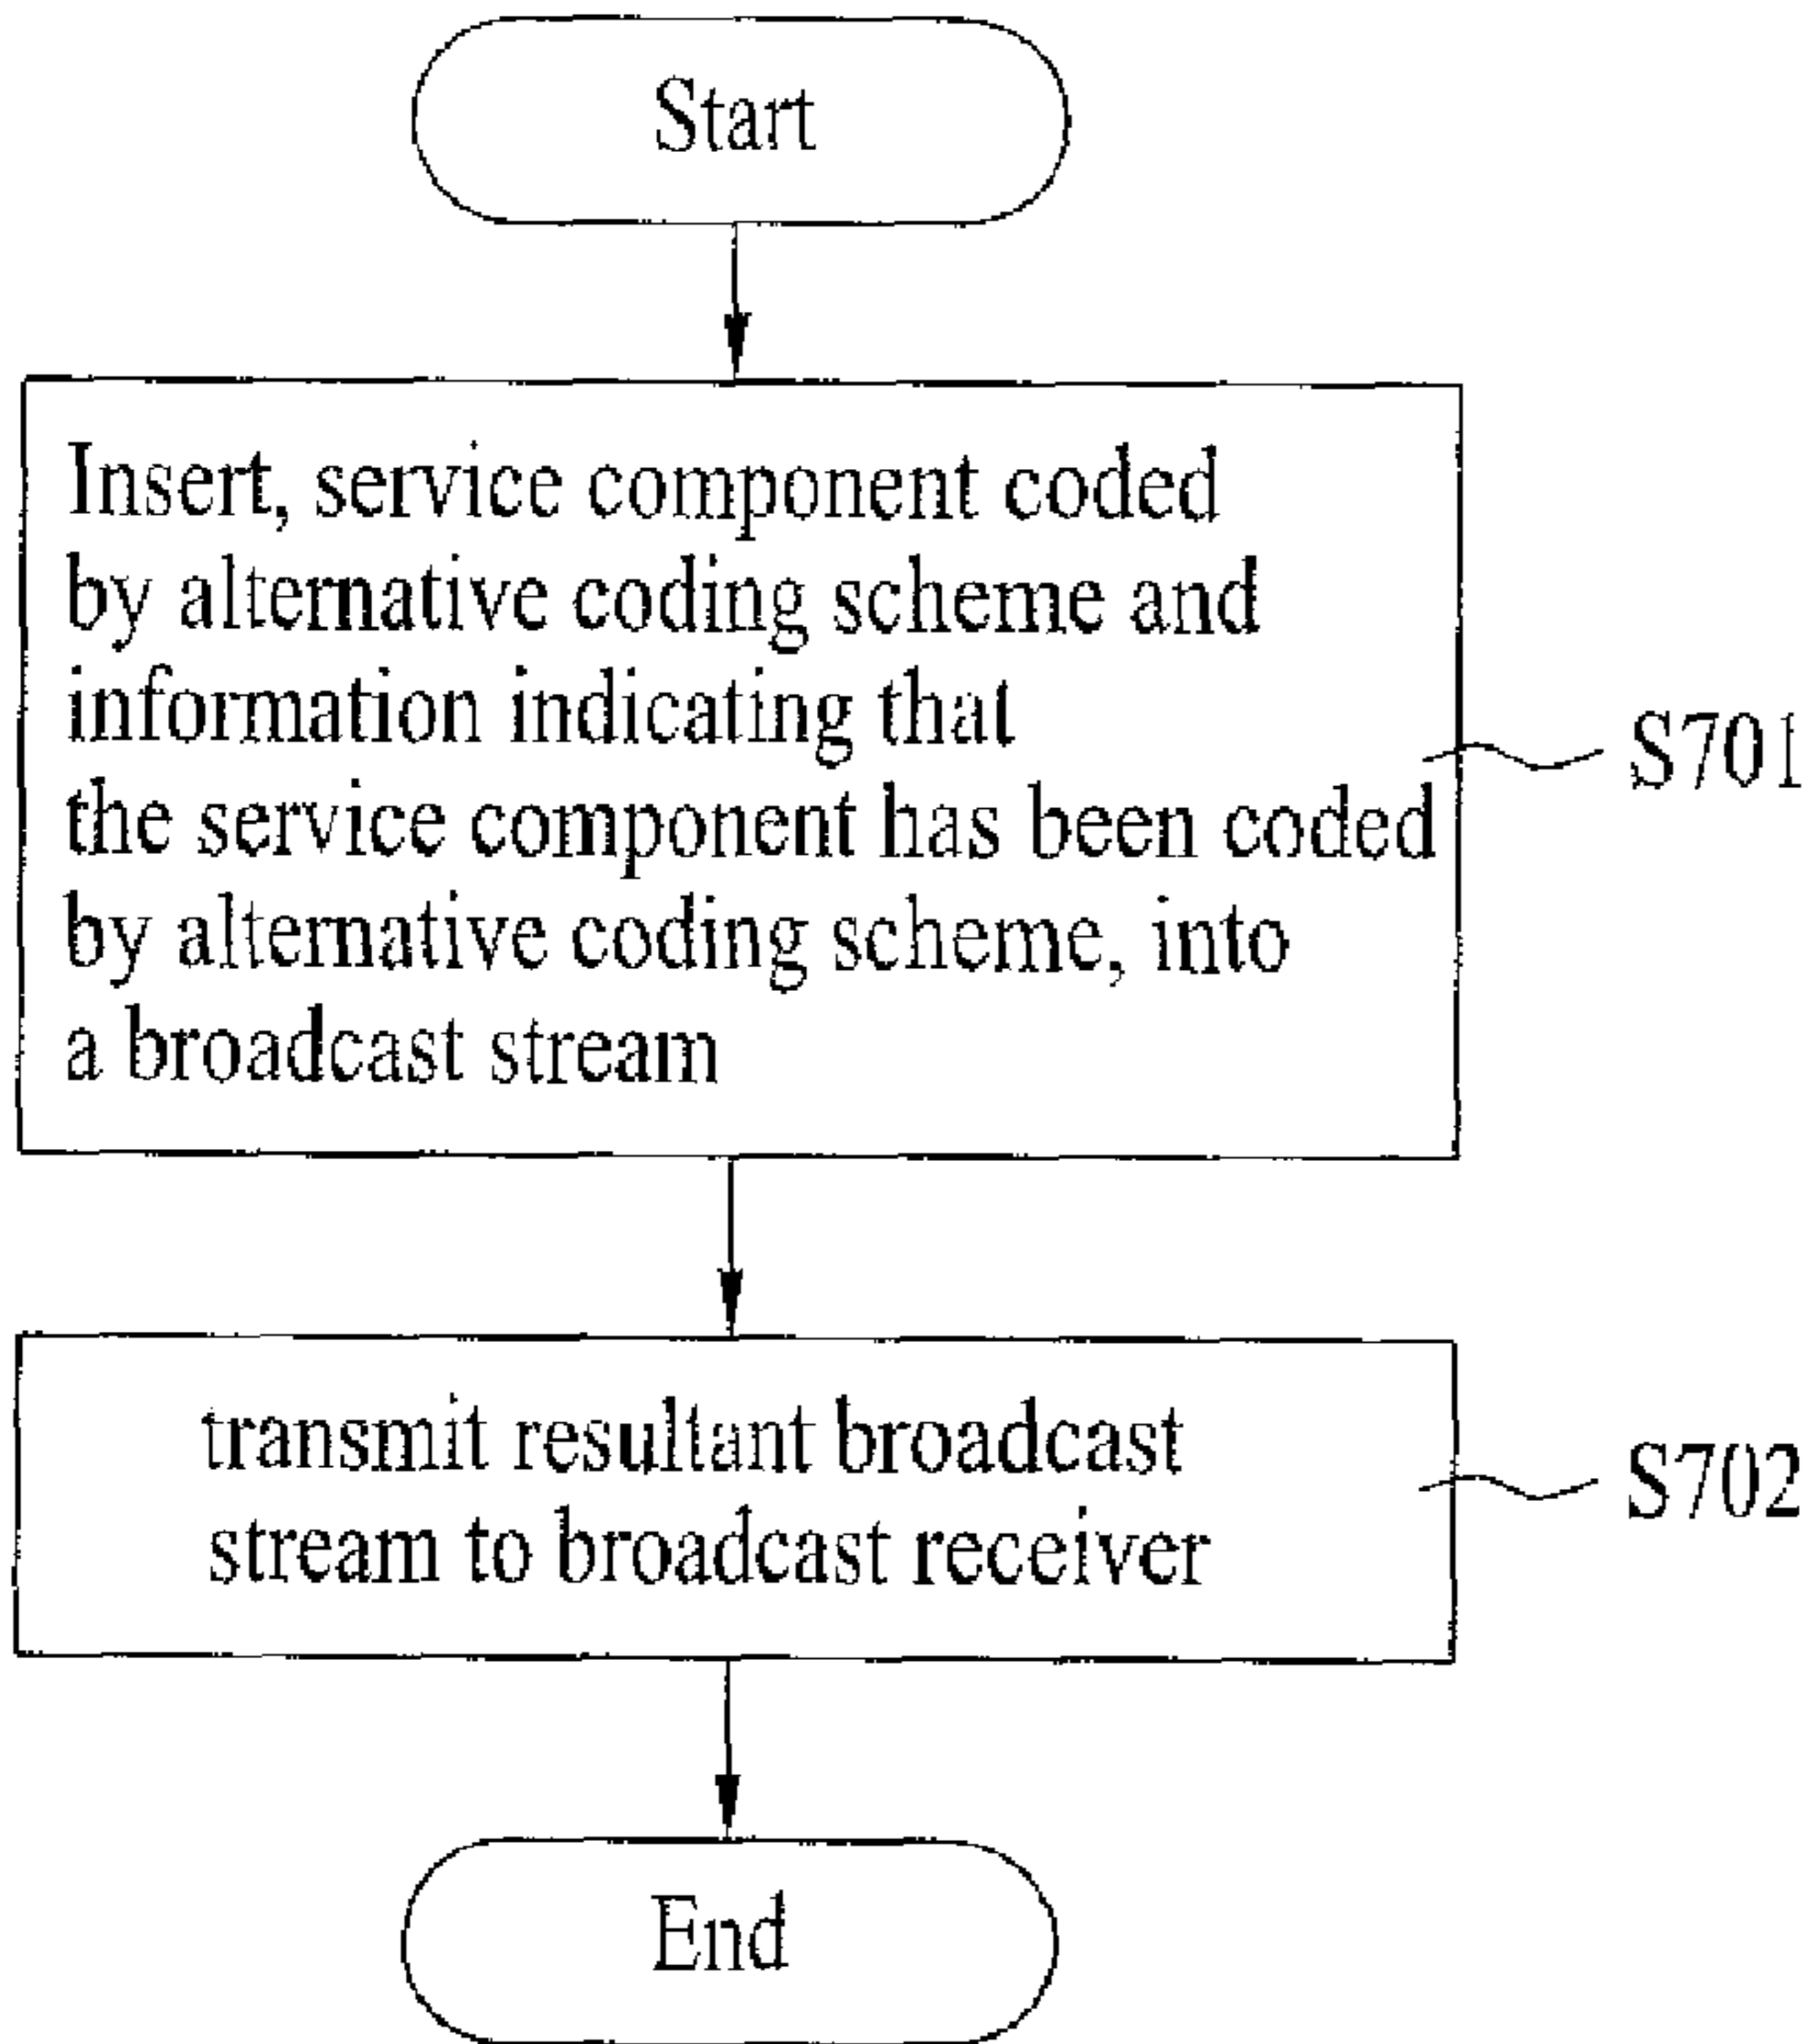 Start
Insert, service component coded
by alternative coding scheme and
information indicating that
the service component has been coded
by alternative coding scheme, into
a broadcast stream
S701
transmit resultant broadcast
stream to broadcast receiver
S702
End